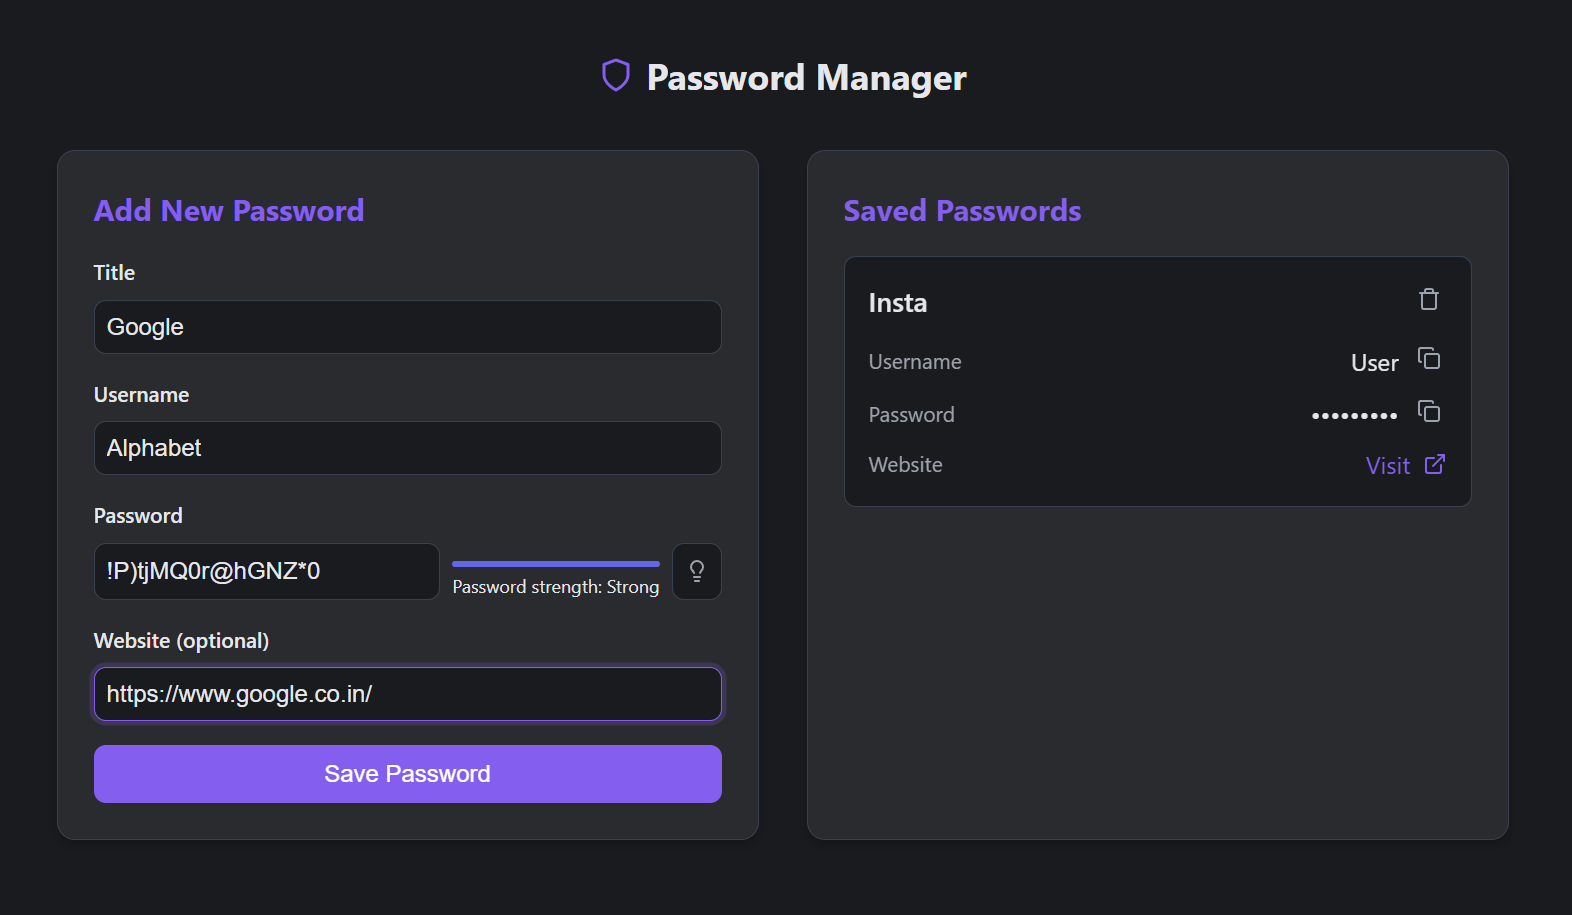 Password Manager
Add New Password
Title
Google
Username
Alphabet
Password
!P)tjMQ0r@hGNZ*0
Password strength: Strong
Website (optional)
https://www.google.co.in/
Save Password
Saved Passwords
Insta
Username User
Password •••••••••
Website Visit